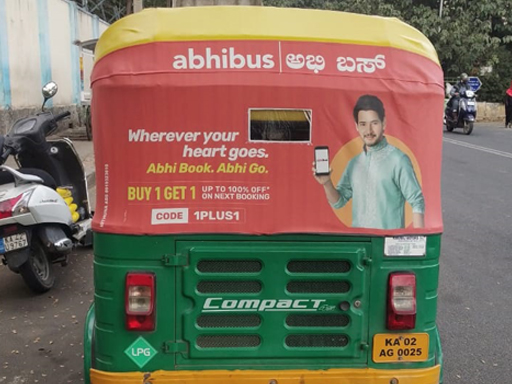 abhibus ಅಭಿ ಬಸ್
Wherever your
heart goes.
Abhi Book. Abhi Go.
BUY 1 GET 1 UP TO 100% OFF*
ON NEXT BOOKING
CODE 1PLUS1
COMPACT
LPG
KA 02
AG 0025